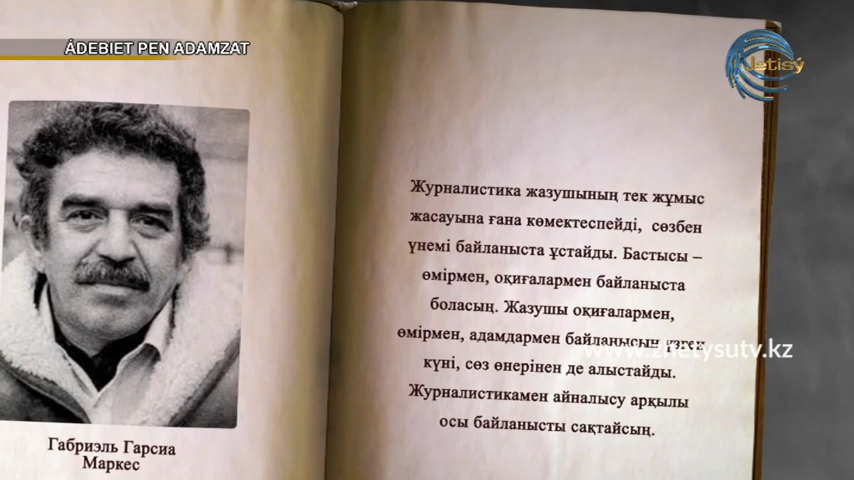 ÁDEBIET PEN ADAMZAT
Jetisý
Габриэль Гарсиа
Маркес
Журналистика жазушының тек жұмыс
жасауына ғана көмектеспейді, сөзбен
үнемі байланыста ұстайды. Бастысы –
өмірмен, оқиғалармен байланыста
боласың. Жазушы оқиғалармен,
өмірмен, адамдармен байланысын үзген
www.zhetysutv.kz
күні, сөз өнерінен де алыстайды.
Журналистикамен айналысу арқылы
осы байланысты сақтайсың.